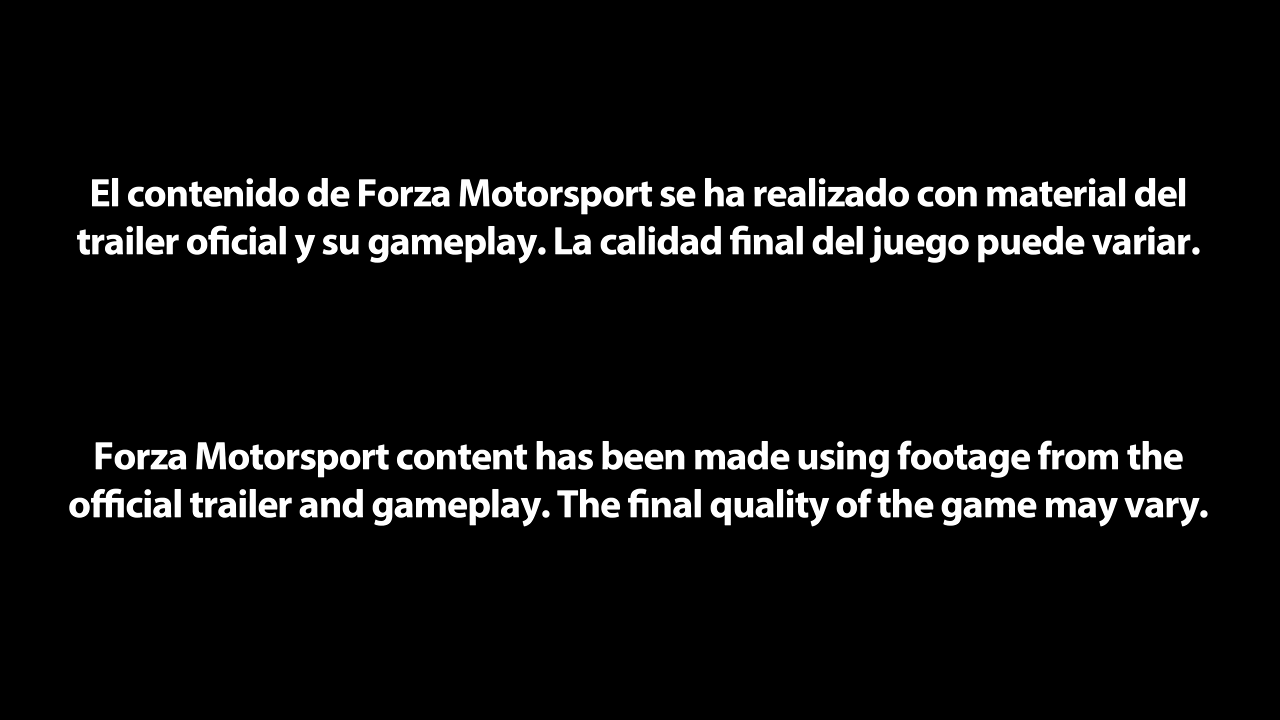 El contenido de Forza Motorsport se ha realizado con material del
trailer oficial y su gameplay. La calidad final del juego puede variar.
Forza Motorsport content has been made using footage from the
official trailer and gameplay. The final quality of the game may vary.